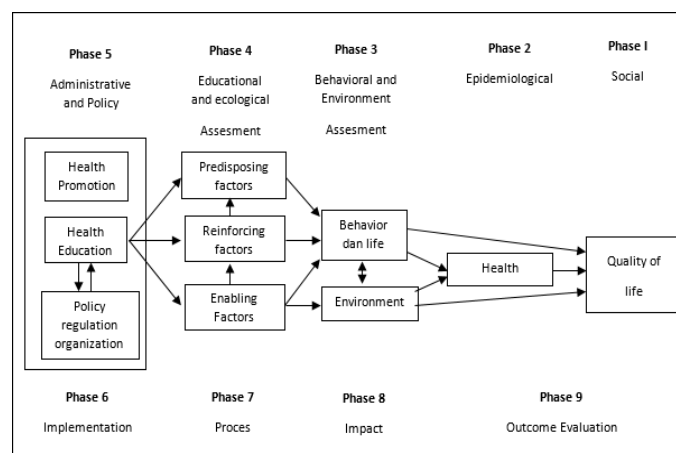 Phase 5
Administrative
and Policy
Phase 4
Educational
and ecological
Assesment
Phase 3
Behavioral and
Environment
Assesment
Phase 2
Epidemiological
Phase I
Social
Health
Promotion
Health
Education
Policy
regulation
organization
Predisposing
factors
Reinforcing
factors
Enabling
Factors
Behavior
dan life
Environment
Health
Quality of
life
Phase 6
Implementation
Phase 7
Proces
Phase 8
Impact
Phase 9
Outcome Evaluation